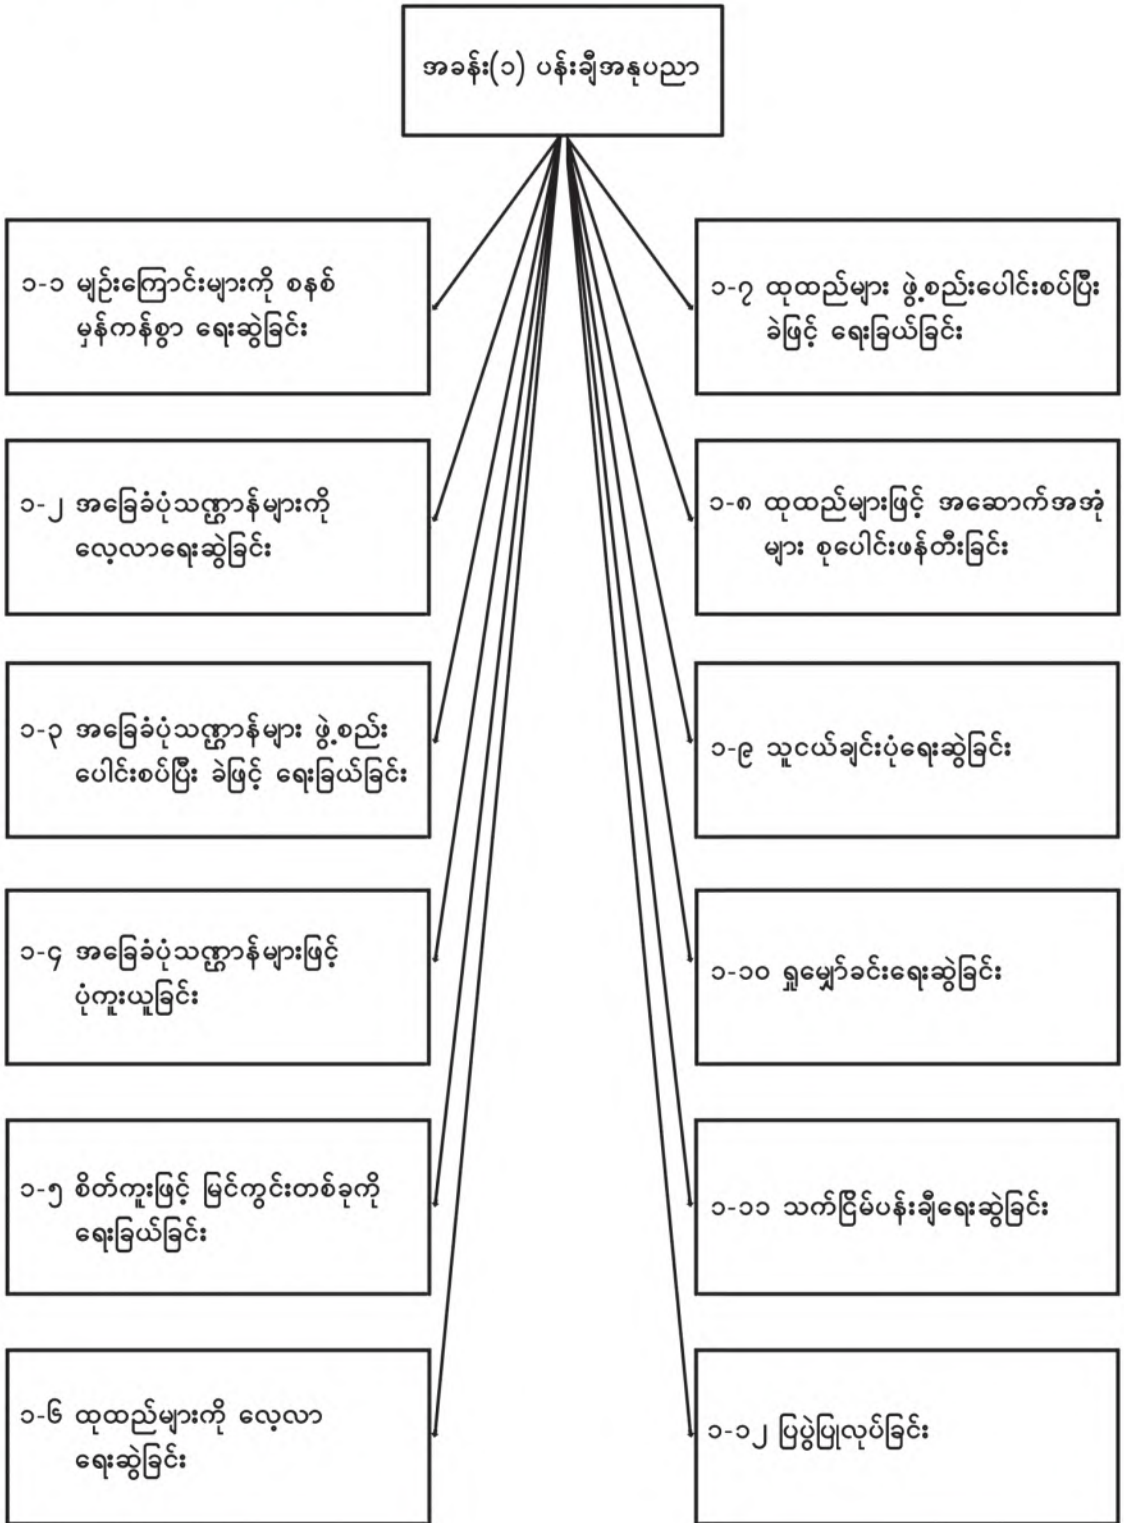 အခန်း(၁) ပန်းချီအနုပညာ
၁-၁ မျဉ်းကြောင်းများကို စနစ်
မှန်ကန်စွာ ရေးဆွဲခြင်း
၁-၂ အခြေခံပုံသဏ္ဌာန်များကို
လေ့လာရေးဆွဲခြင်း
၁-၃ အခြေခံပုံသဏ္ဌာန်များ ဖွဲ့စည်း
ပေါင်းစပ်ပြီး ခဲဖြင့် ရေးခြယ်ခြင်း
၁-၄ အခြေခံပုံသဏ္ဌာန်များဖြင့်
ပုံကူးယူခြင်း
၁-၅ စိတ်ကူးဖြင့် မြင်ကွင်းတစ်ခုကို
ရေးခြယ်ခြင်း
၁-၆ ထုထည်များကို လေ့လာ
ရေးဆွဲခြင်း
၁-၇ ထုထည်များ ဖွဲ့စည်းပေါင်းစပ်ပြီး
ခဲဖြင့် ရေးခြယ်ခြင်း
၁-၈ ထုထည်များဖြင့် အဆောက်အအုံ
များ စုပေါင်းဖန်တီးခြင်း
၁-၉ သူငယ်ချင်းပုံရေးဆွဲခြင်း
၁-၁၀ ရှုမျှော်ခင်းရေးဆွဲခြင်း
၁-၁၁ သက်ငြိမ်ပန်းချီရေးဆွဲခြင်း
၁-၁၂ ပြပွဲပြုလုပ်ခြင်း